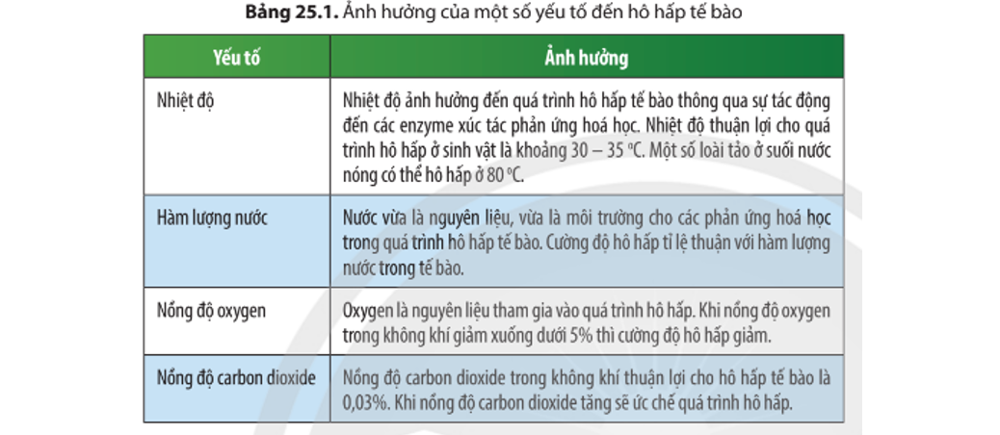 Bảng 25.1. Ảnh hưởng của một số yếu tố đến hô hấp tế bào
Yếu tố
Ảnh hưởng
Nhiệt độ
Nhiệt độ ảnh hưởng đến quá trình hô hấp tế bào thông qua sự tác động
đến các enzyme xúc tác phản ứng hoá học. Nhiệt độ thuận lợi cho quá
trình hô hấp ở sinh vật là khoảng 30 – 35 °C. Một số loài tảo ở suối nước
nóng có thể hô hấp ở 80 °C.
Hàm lượng nước
Nước vừa là nguyên liệu, vừa là môi trường cho các phản ứng hoá học
trong quá trình hô hấp tế bào. Cường độ hô hấp tỉ lệ thuận với hàm lượng
nước trong tế bào.
Nồng độ oxygen
Oxygen là nguyên liệu tham gia vào quá trình hô hấp. Khi nồng độ oxygen
trong không khí giảm xuống dưới 5% thì cường độ hô hấp giảm.
Nồng độ carbon dioxide
Nồng độ carbon dioxide trong không khí thuận lợi cho hô hấp tế bào là
0,03%. Khi nồng độ carbon dioxide tăng sẽ ức chế quá trình hô hấp.